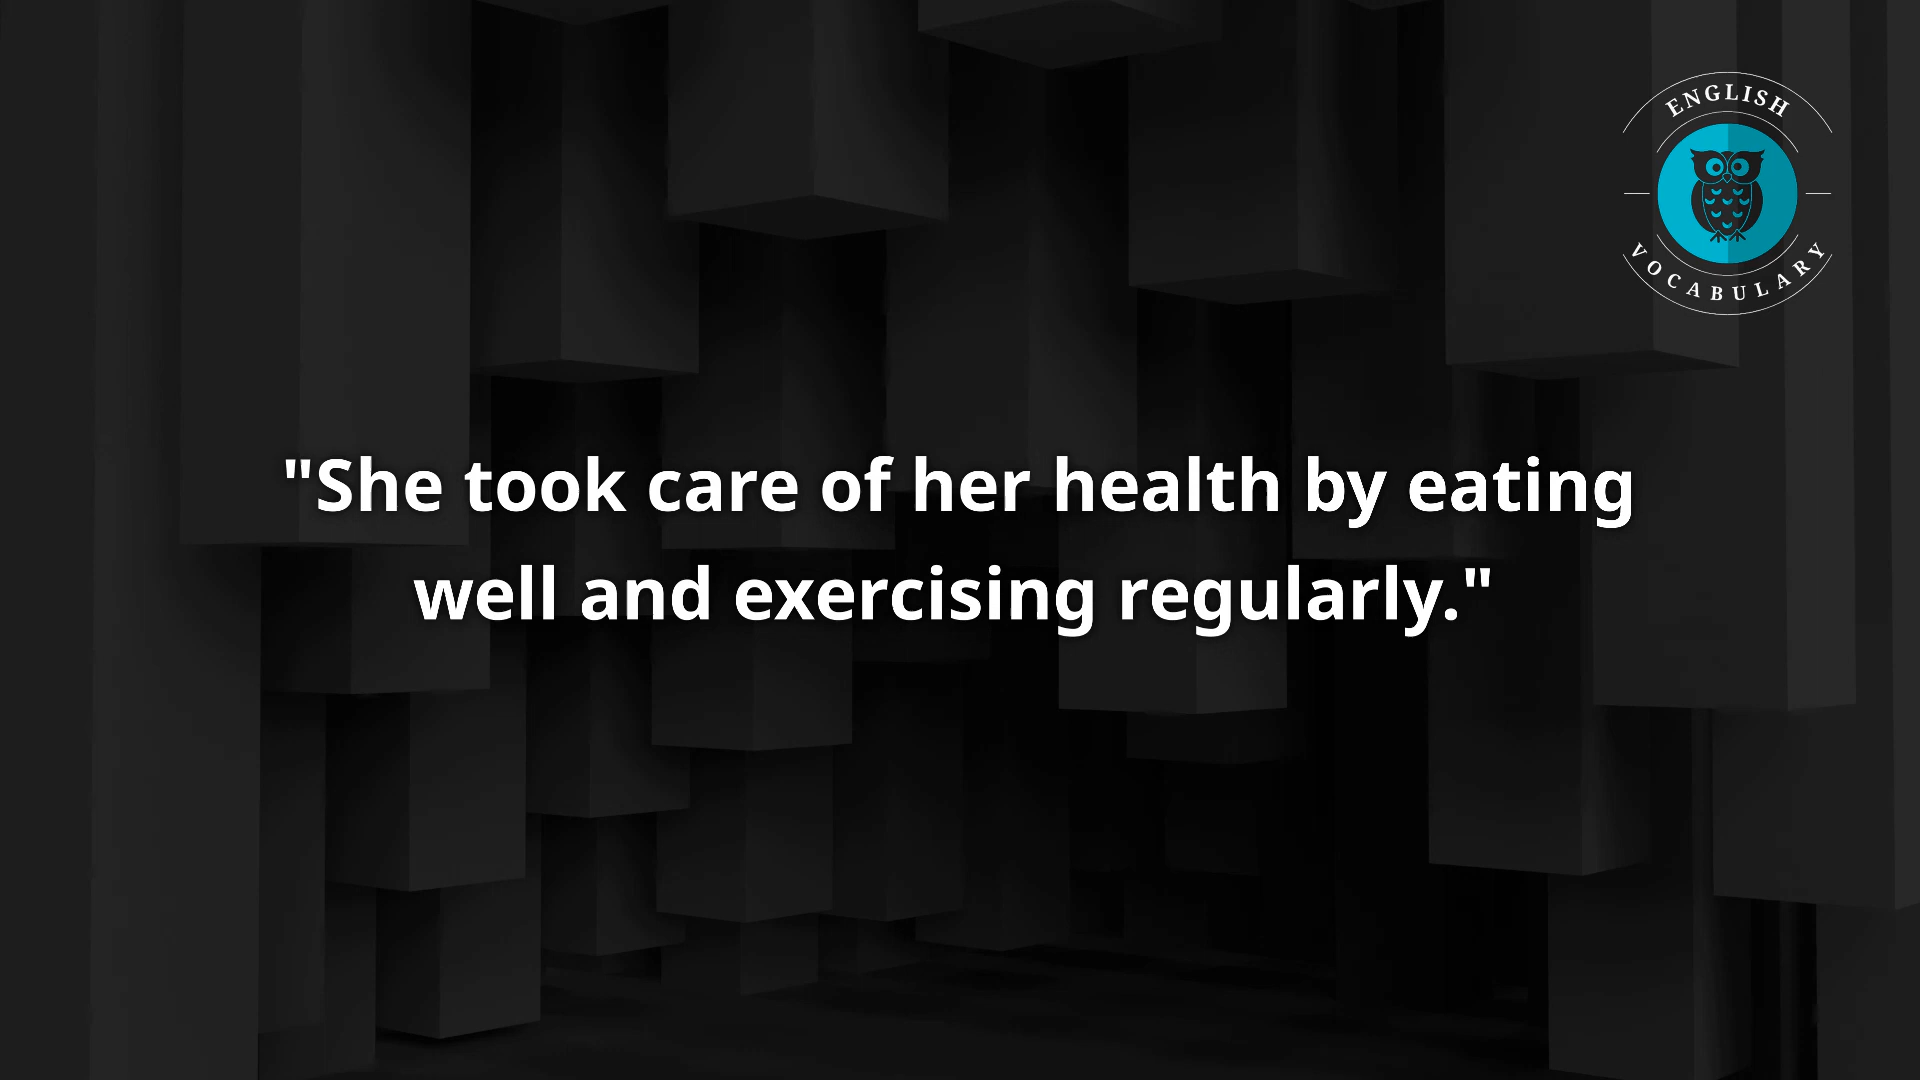 ENGLISH
VOCABULARY
"She took care of her health by eating
well and exercising regularly."